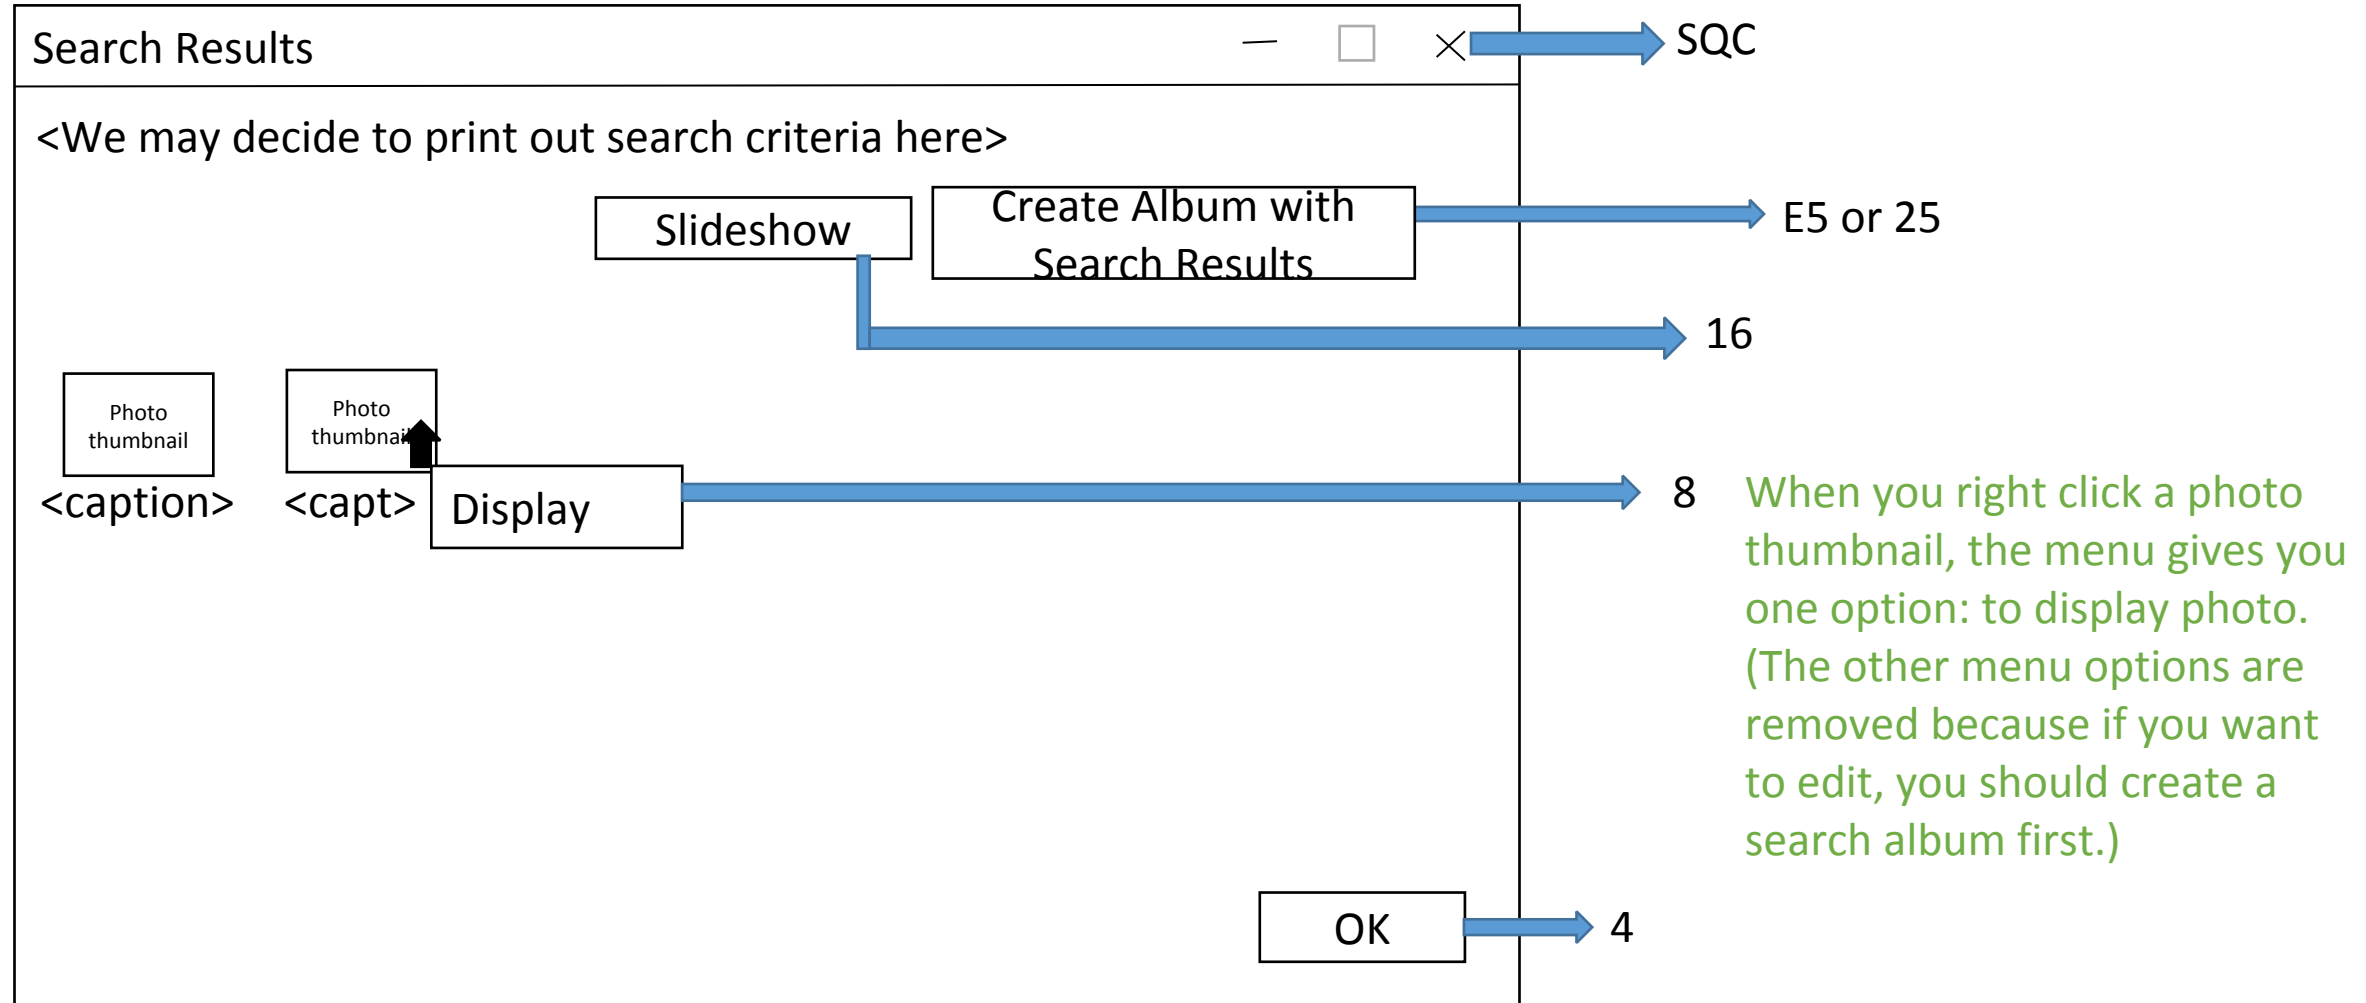 Search Results
SQC
<We may decide to print out search criteria here>
Slideshow
Create Album with
Search Results
E5 or 25
16
Photo
thumbnail
<caption>
Photo
thumbnail
<capt>
Display
8
When you right click a photo
thumbnail, the menu gives you
one option: to display photo.
(The other menu options are
removed because if you want
to edit, you should create a
search album first.)
OK
4